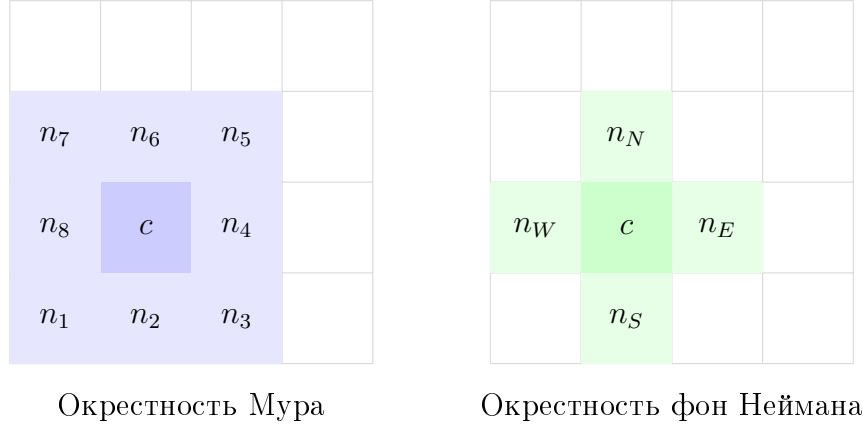 n₇ n₆ n₅ n_N
n₈ c n₄ n_W c n_E
n₁ n₂ n₃ n_S
Окрестность Мура Окрестность фон Неймана